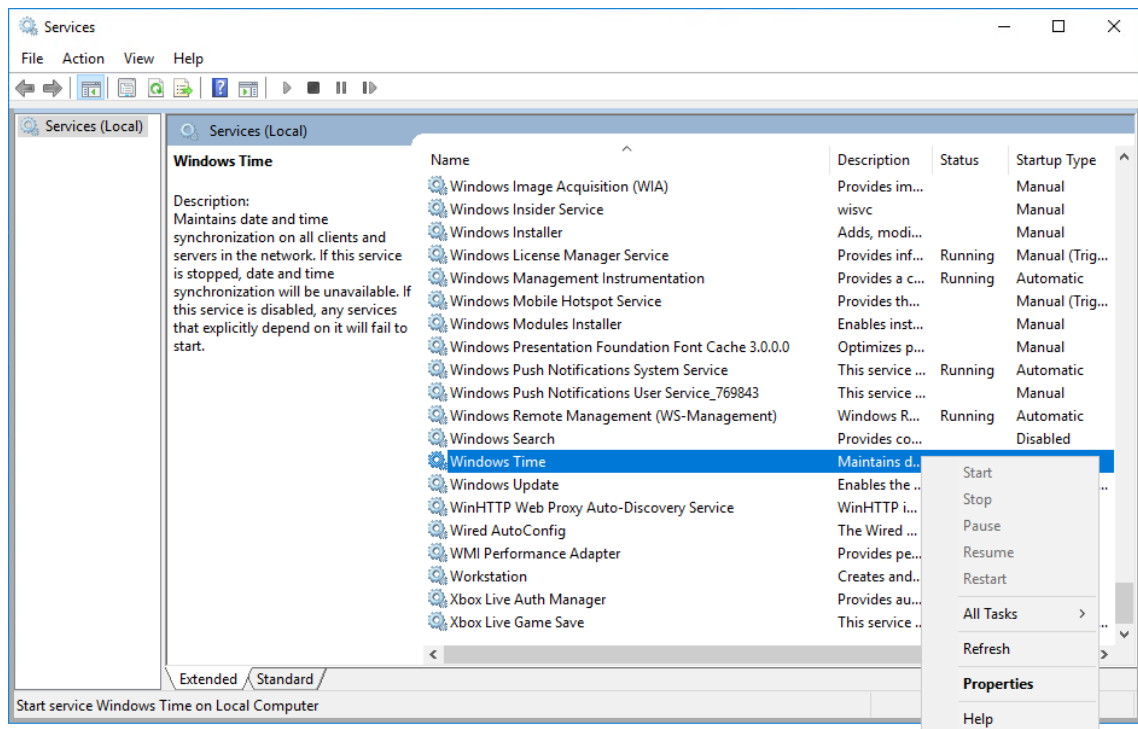 Services
File Action View Help
Services (Local)
Services (Local)
Windows Time
Description:
Maintains date and time
synchronization on all clients and
servers in the network. If this service
is stopped, date and time
synchronization will be unavailable. If
this service is disabled, any services
that explicitly depend on it will fail to
start.
Name Description Status Startup Type
Windows Image Acquisition (WIA) Provides im... Manual
Windows Insider Service wisvc Manual
Windows Installer Adds, modi... Manual
Windows License Manager Service Provides inf... Running Manual (Trig...
Windows Management Instrumentation Provides a c... Running Automatic
Windows Mobile Hotspot Service Provides th... Manual (Trig...
Windows Modules Installer Enables inst... Manual
Windows Presentation Foundation Font Cache 3.0.0.0 Optimizes p... Manual
Windows Push Notifications System Service This service ... Running Automatic
Windows Push Notifications User Service_769843 This service ... Manual
Windows Remote Management (WS-Management) Windows R... Running Automatic
Windows Search Provides co... Disabled
Windows Time Maintains d...
Windows Update Enables the ...
WinHTTP Web Proxy Auto-Discovery Service WinHTTP i...
Wired AutoConfig The Wired ...
WMI Performance Adapter Provides pe...
Workstation Creates and...
Xbox Live Auth Manager Provides au...
Xbox Live Game Save This service ...
Start
Stop
Pause
Resume
Restart
All Tasks
Refresh
Properties
Help
Extended Standard
Start service Windows Time on Local Computer